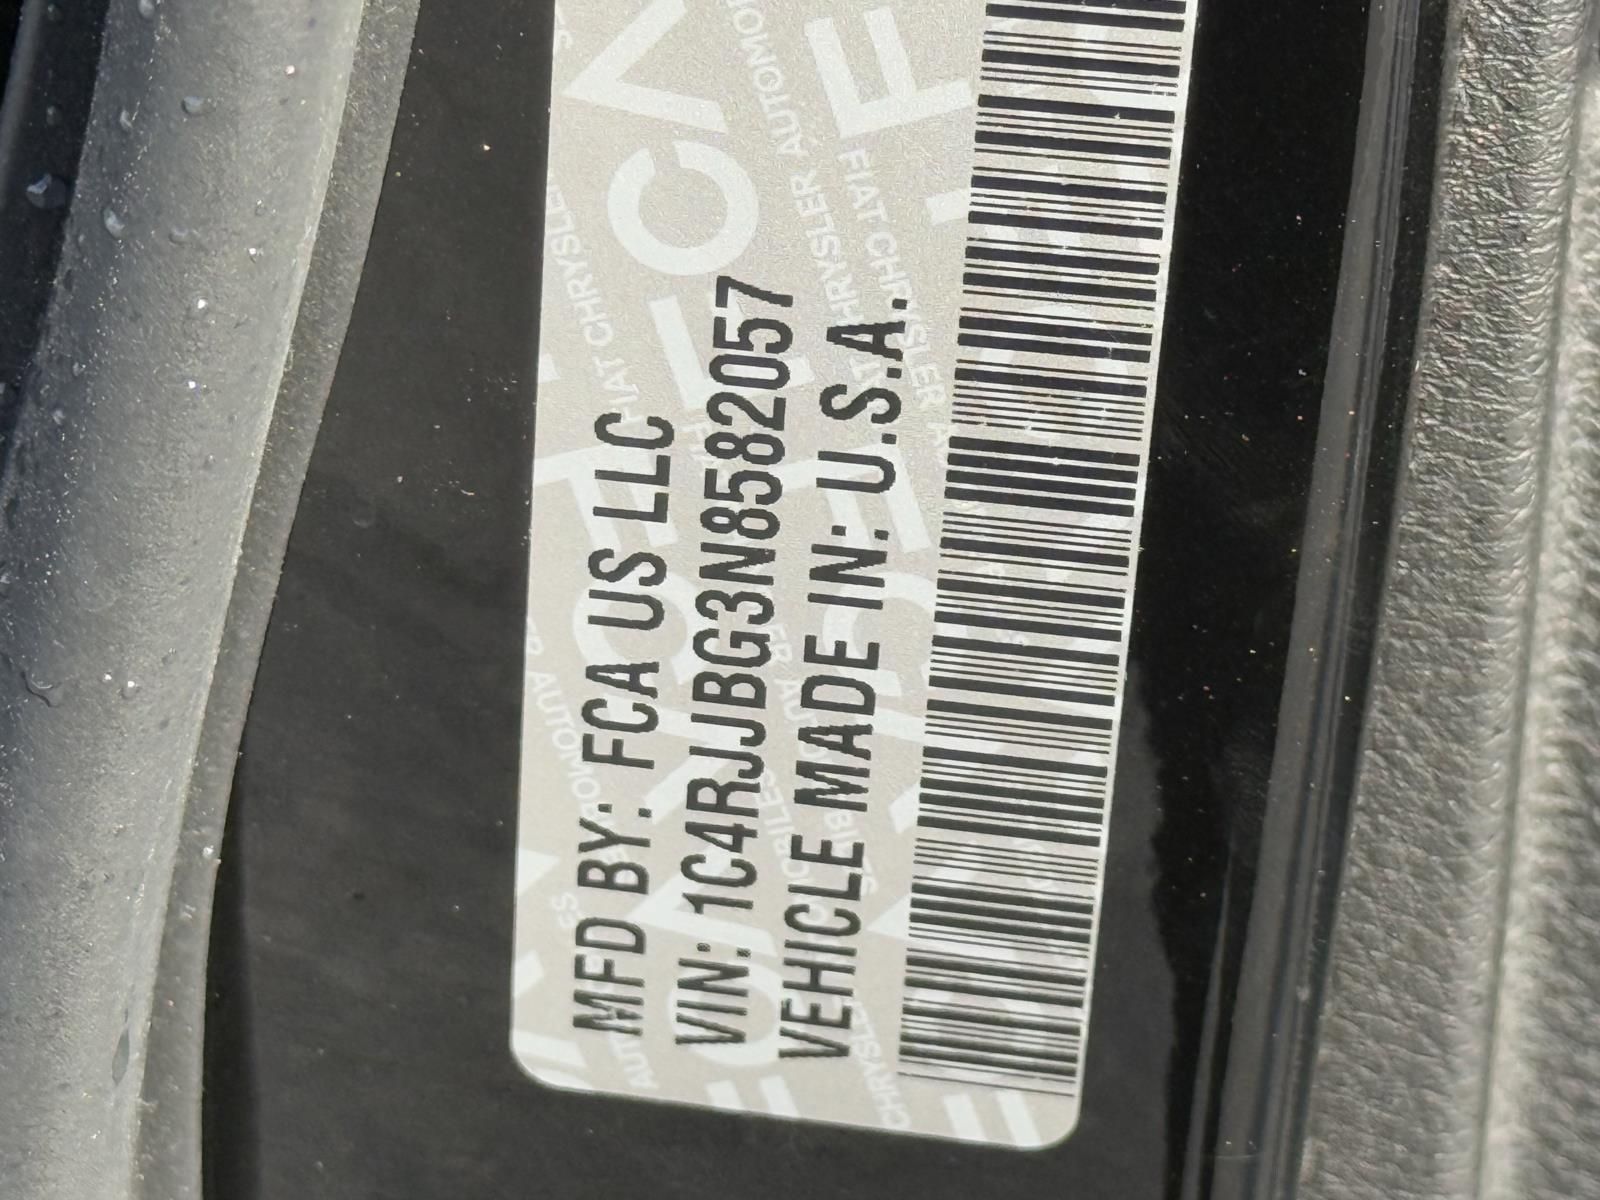 MFD BY: FCA US LLC
VIN: 1C4RJJBG3N8582057
VEHICLE MADE IN: U.S.A.